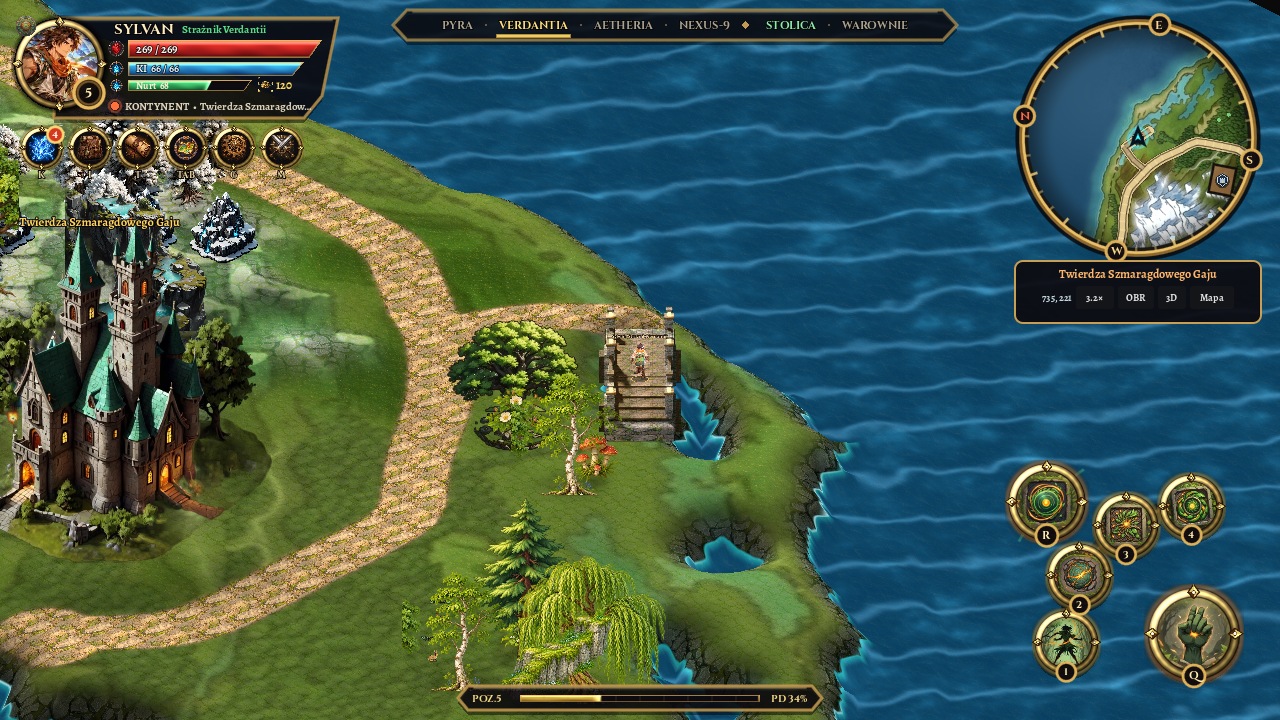 SYLVAN Strażnik Verdantii
269 / 269
KI 66 / 66
Nurt 68
120
5
KONTYNENT • Twierdza Szmaragdow...
PYRA · VERDANTIA · AETHERIA · NEXUS-9 ◆ STOLICA · WAROWNIE
4
K
TAB
M
Twierdza Szmaragdowego Gaju
E
N
S
W
Twierdza Szmaragdowego Gaju
735, 221 3.2× OBR 3D Mapa
R
3
4
2
1
Q
POZ.5 PD 34%